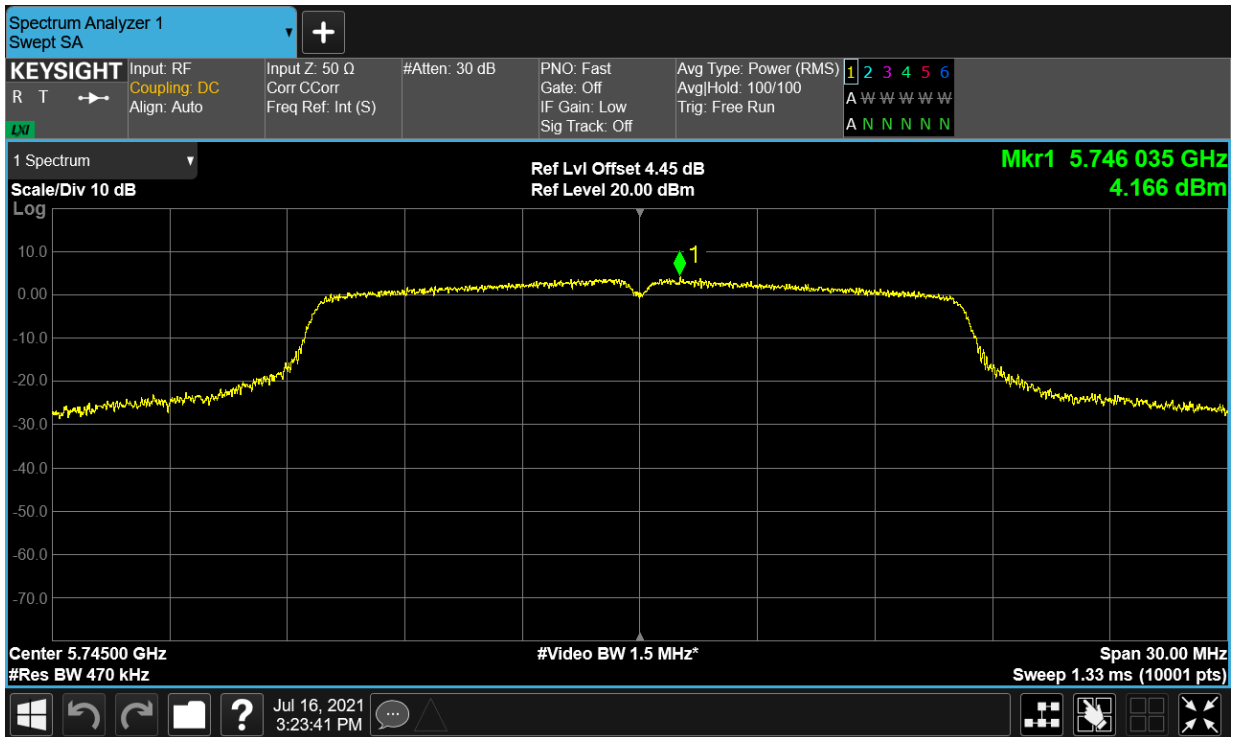 Spectrum Analyzer 1
Swept SA
▼
+
KEYSIGHT
R T
LXI
Input: RF
Coupling: DC
Align: Auto
Input Z: 50 Ω
Corr CCorr
Freq Ref: Int (S)
#Atten: 30 dB
PNO: Fast
Gate: Off
IF Gain: Low
Sig Track: Off
Avg Type: Power (RMS)
Avg|Hold: 100/100
Trig: Free Run
1 2 3 4 5 6
A W W W W W
A N N N N N
1 Spectrum ▼
Scale/Div 10 dB
Log
Ref Lvl Offset 4.45 dB
Ref Level 20.00 dBm
Mkr1 5.746 035 GHz
4.166 dBm
1
10.0
0.00
-10.0
-20.0
-30.0
-40.0
-50.0
-60.0
-70.0
Center 5.74500 GHz
#Res BW 470 kHz
#Video BW 1.5 MHz*
Span 30.00 MHz
Sweep 1.33 ms (10001 pts)
?
Jul 16, 2021
3:23:41 PM